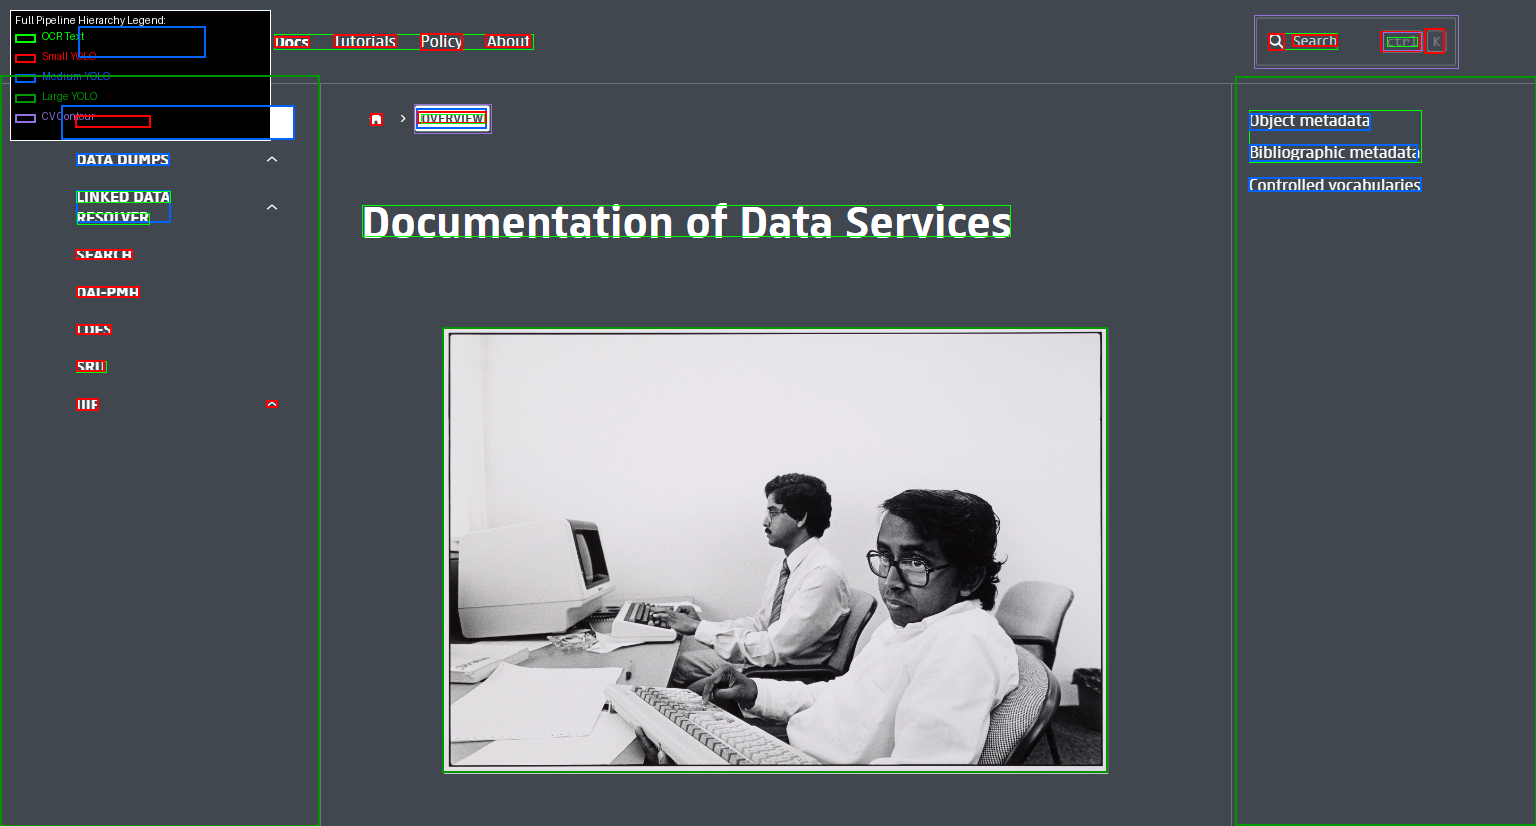 Full Pipeline Hierarchy Legend:
OCR Text
Small YOLO
Medium YOLO
Large YOLO
CV Contour
Docs Tutorials Policy About
Search ctrl K
OVERVIEW
DATA DUMPS
LINKED DATA
RESOLVER
SEARCH
OAI-PMH
LDES
SRU
IIIF
Documentation of Data Services
Object metadata
Bibliographic metadata
Controlled vocabularies